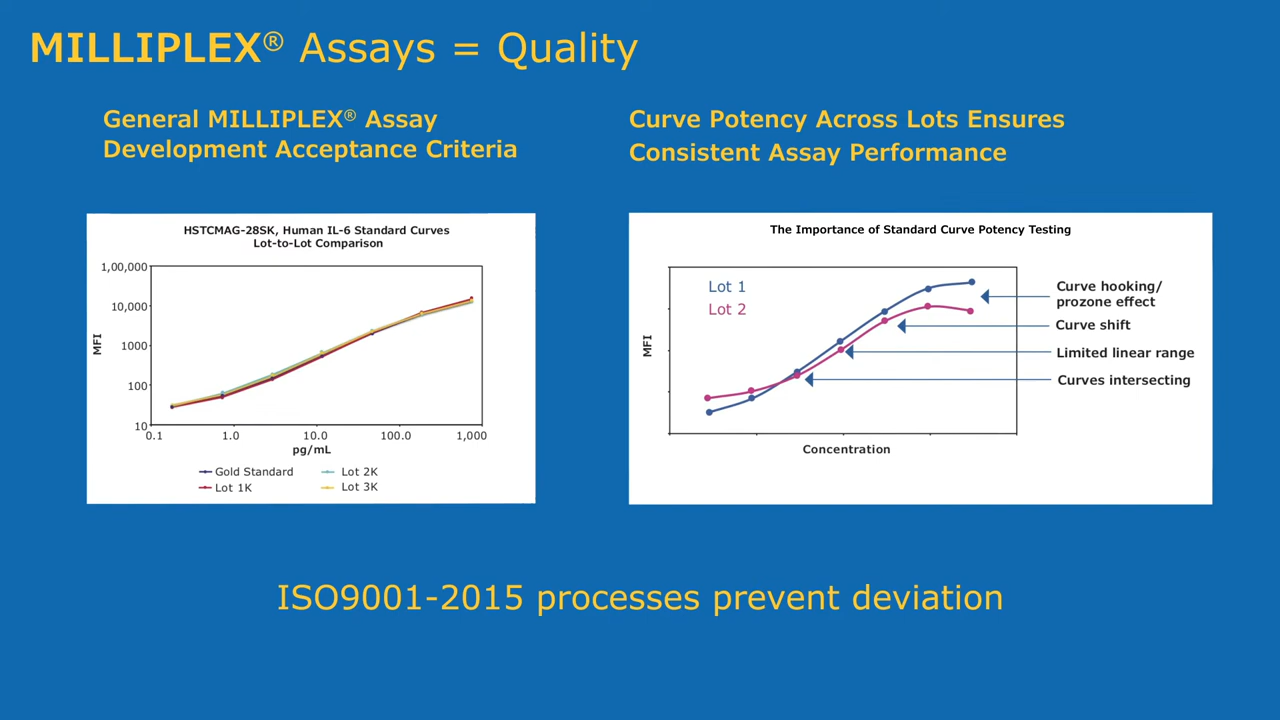 MILLIPLEX® Assays = Quality
General MILLIPLEX® Assay
Development Acceptance Criteria
HSTCMAG-28SK, Human IL-6 Standard Curves
Lot-to-Lot Comparison
1,00,000
10,000
1000
100
10
MFI
0.1 1.0 10.0 100.0 1,000
pg/mL
Gold Standard Lot 2K
Lot 1K Lot 3K
Curve Potency Across Lots Ensures
Consistent Assay Performance
The Importance of Standard Curve Potency Testing
Lot 1
Lot 2
MFI
Curve hooking/
prozone effect
Curve shift
Limited linear range
Curves intersecting
Concentration
ISO9001-2015 processes prevent deviation